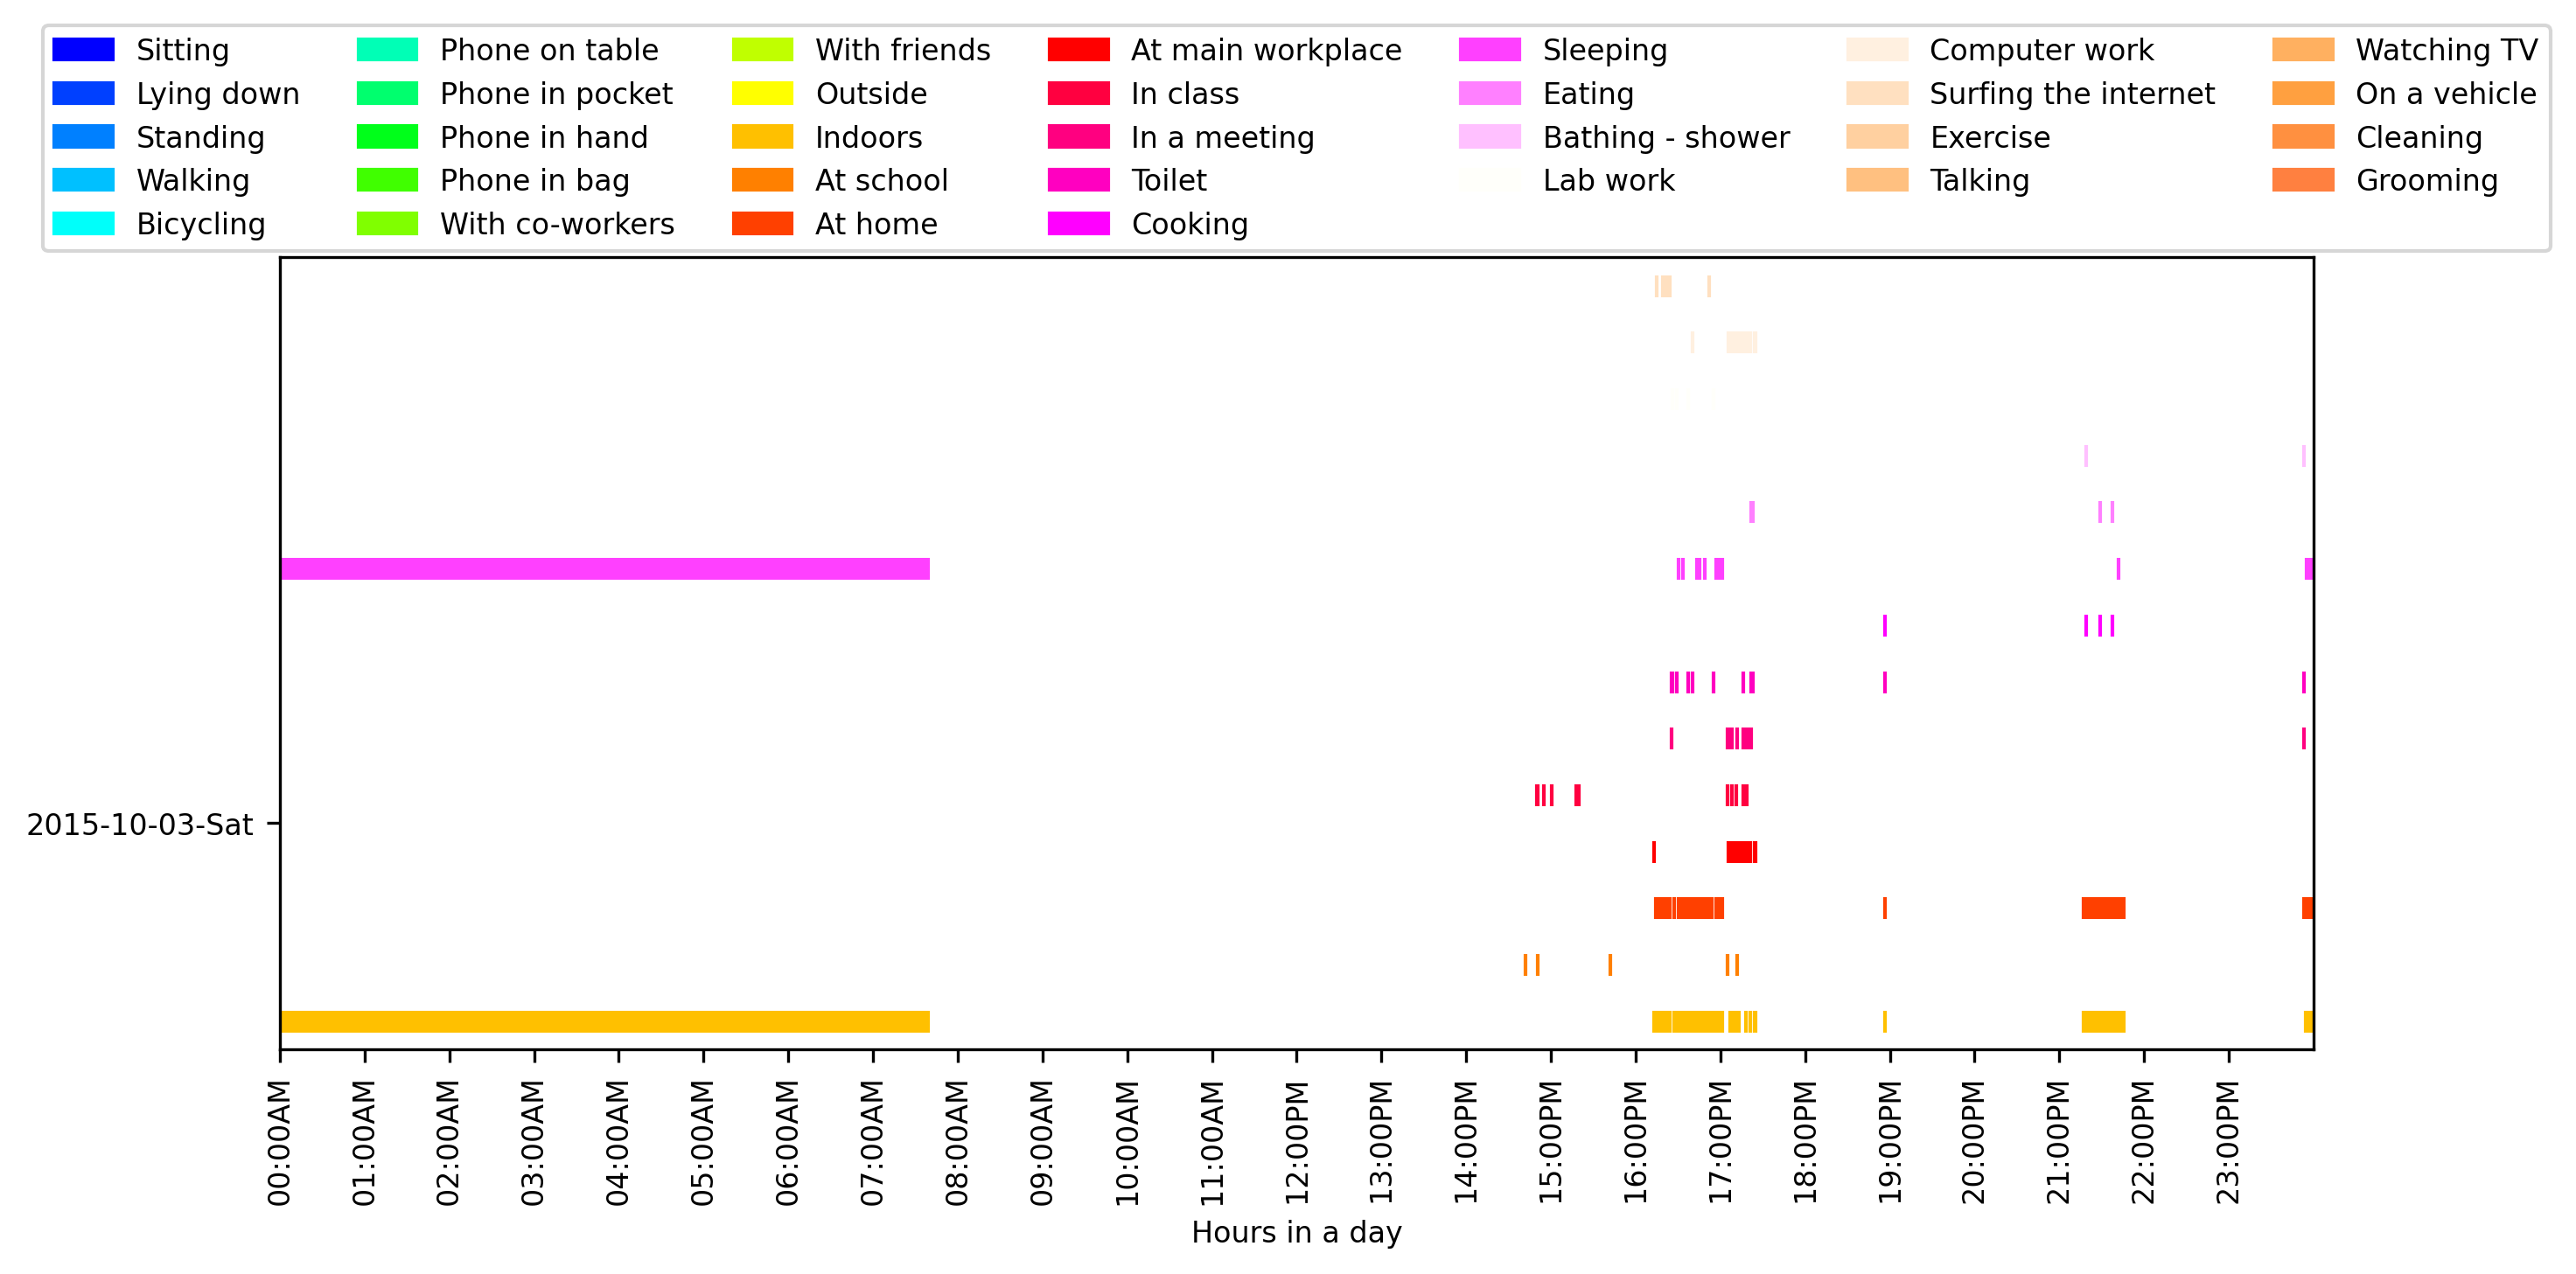 Sitting
Lying down
Standing
Walking
Bicycling
Phone on table
Phone in pocket
Phone in hand
Phone in bag
With co-workers
With friends
Outside
Indoors
At school
At home
At main workplace
In class
In a meeting
Toilet
Cooking
Sleeping
Eating
Bathing - shower
Lab work
Computer work
Surfing the internet
Exercise
Talking
Watching TV
On a vehicle
Cleaning
Grooming
2015-10-03-Sat
00:00AM
01:00AM
02:00AM
03:00AM
04:00AM
05:00AM
06:00AM
07:00AM
08:00AM
09:00AM
10:00AM
11:00AM
12:00PM
13:00PM
14:00PM
15:00PM
16:00PM
17:00PM
18:00PM
19:00PM
20:00PM
21:00PM
22:00PM
23:00PM
Hours in a day